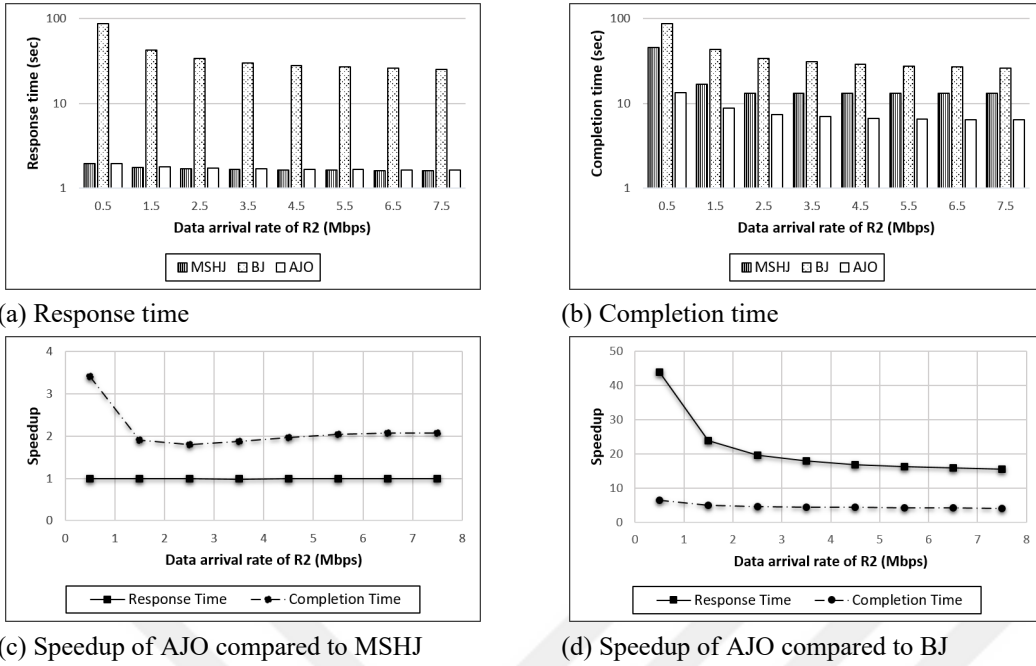 100
10
1
Response time (sec)
0.5 1.5 2.5 3.5 4.5 5.5 6.5 7.5
Data arrival rate of R2 (Mbps)
MSHJ BJ AJO
(a) Response time
100
10
1
Completion time (sec)
0.5 1.5 2.5 3.5 4.5 5.5 6.5 7.5
Data arrival rate of R2 (Mbps)
MSHJ BJ AJO
(b) Completion time
4
3
2
1
0
Speedup
0 1 2 3 4 5 6 7 8
Data arrival rate of R2 (Mbps)
Response Time Completion Time
(c) Speedup of AJO compared to MSHJ
50
40
30
20
10
0
Speedup
0 1 2 3 4 5 6 7 8
Data arrival rate of R2 (Mbps)
Response Time Completion Time
(d) Speedup of AJO compared to BJ